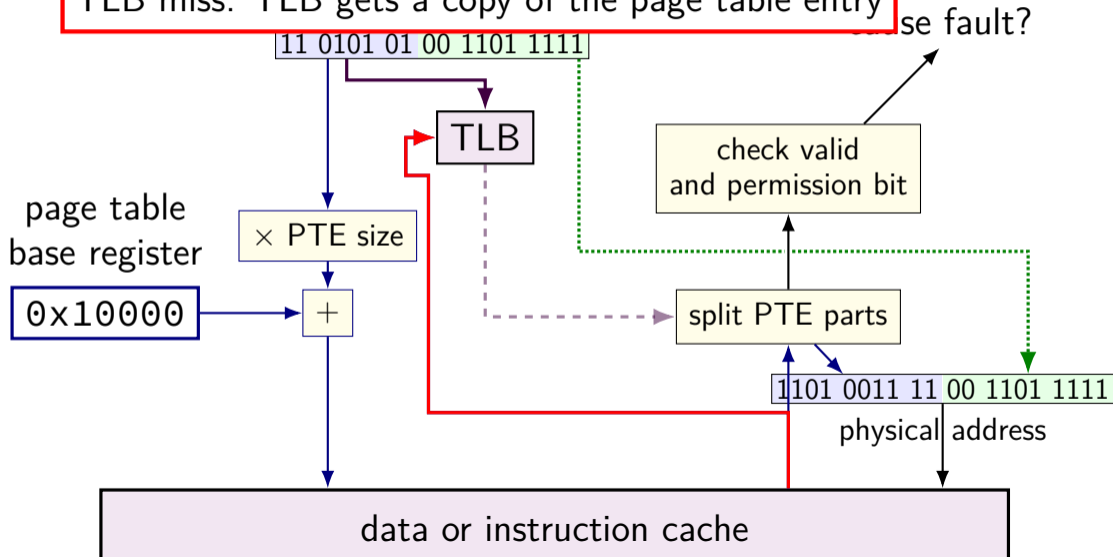 TLB miss: TLB gets a copy of the page table entry
cause fault?
11 0101 01 00 1101 1111
TLB
check valid
and permission bit
page table
base register
× PTE size
0x10000
+
split PTE parts
1101 0011 11 00 1101 1111
physical address
data or instruction cache